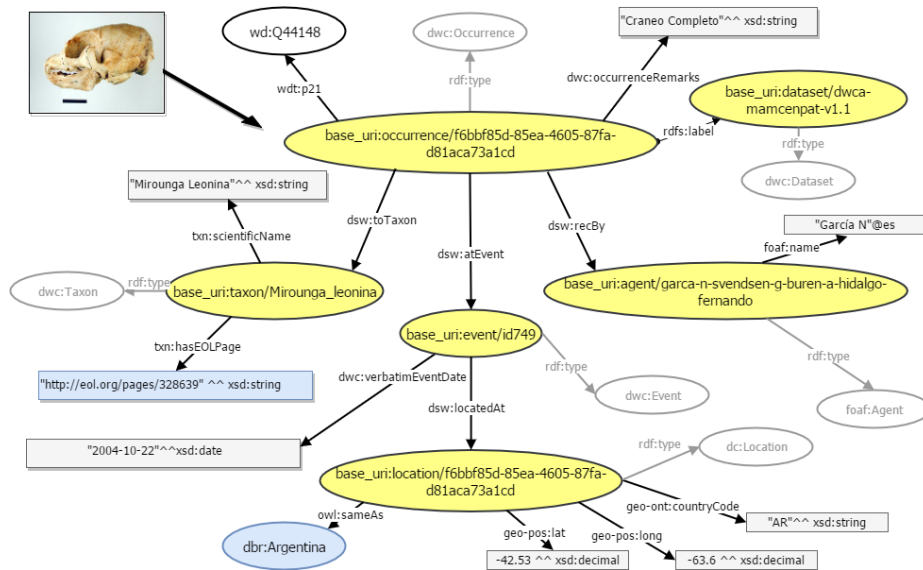 wd:Q44148
dwc:Occurrence
"Craneo Completo"^^ xsd:string
rdf:type
dwc:occurrenceRemarks
wdt:p21
base_uri:dataset/dwca-
mamcenpat-v1.1
base_uri:occurrence/f6bbf85d-85ea-4605-87fa-
d81aca73a1cd
rdfs:label
rdf:type
dwc:Dataset
"Mirounga Leonina"^^ xsd:string
dsw:toTaxon
dsw:recBy
"García N"@es
txn:scientificName
dsw:atEvent
foaf:name
dwc:Taxon
rdf:type
base_uri:taxon/Mirounga_leonina
base_uri:agent/garca-n-svendsen-g-buren-a-hidalgo-
fernando
base_uri:event/id749
txn:hasEOLPage
rdf:type
rdf:type
"http://eol.org/pages/328639" ^^ xsd:string
dwc:verbatimEventDate
dwc:Event
dsw:locatedAt
foaf:Agent
"2004-10-22"^^xsd:date
rdf:type
dc:Location
base_uri:location/f6bbf85d-85ea-4605-87fa-
d81aca73a1cd
owl:sameAs
geo-ont:countryCode
"AR"^^ xsd:string
geo-pos:lat
geo-pos:long
dbr:Argentina
-42.53 ^^ xsd:decimal
-63.6 ^^ xsd:decimal